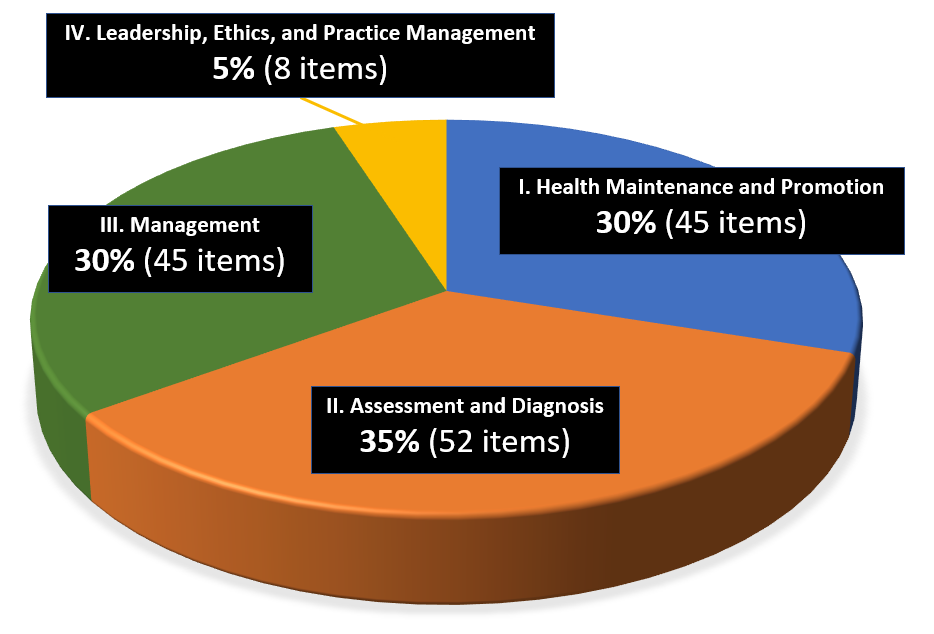 IV. Leadership, Ethics, and Practice Management
5% (8 items)
I. Health Maintenance and Promotion
30% (45 items)
III. Management
30% (45 items)
II. Assessment and Diagnosis
35% (52 items)